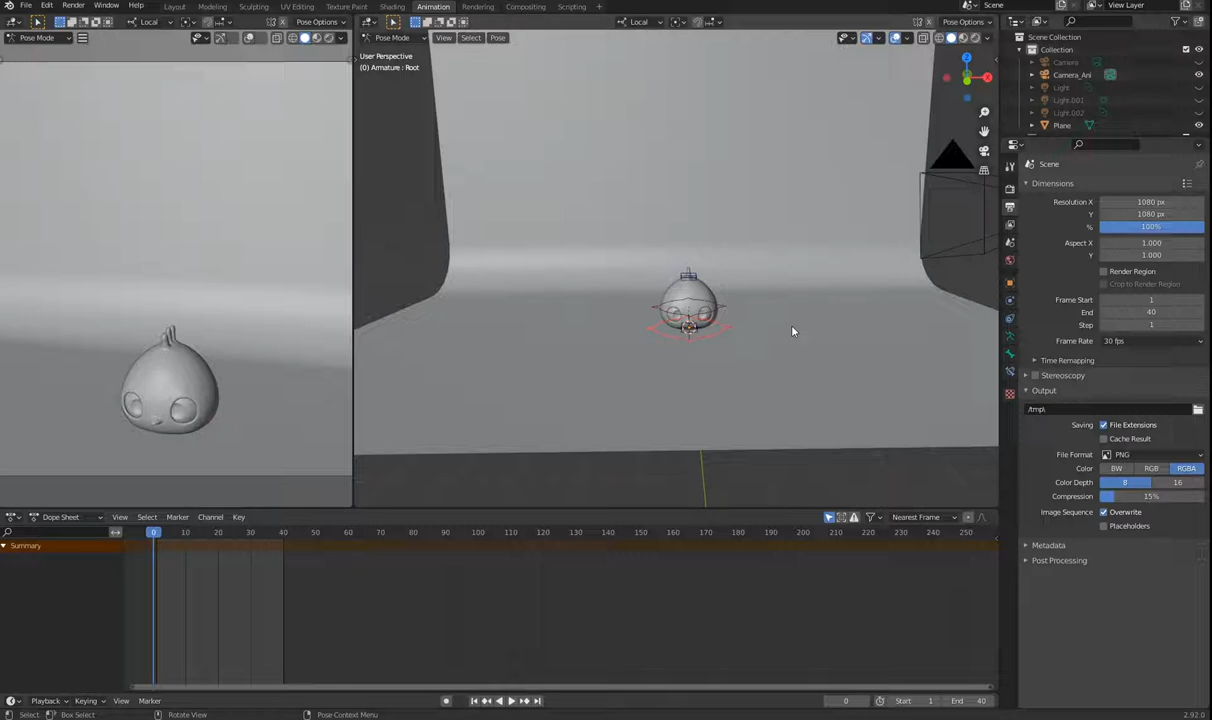 File Edit Render Window Help Layout Modeling Sculpting UV Editing Texture Paint Shading Animation Rendering Compositing Scripting Scene View Layer
Local Pose Options Local Pose Options
Pose Mode Pose Mode View Select Pose
User Perspective
(0) Armature : Root
Z
X
Scene Collection
Collection
Camera
Camera_Ani
Light
Light.001
Light.002
Plane
Scene
Dimensions
Resolution X 1080 px
Y 1080 px
% 100%
Aspect X 1.000
Y 1.000
Render Region
Crop to Render Region
Frame Start 1
End 40
Step 1
Frame Rate 30 fps
Time Remapping
Stereoscopy
Output
/tmp\
Saving File Extensions
Cache Result
File Format PNG
Color BW RGB RGBA
Color Depth 8 16
Compression 15%
Image Sequence Overwrite
Placeholders
Metadata
Post Processing
Dope Sheet View Select Marker Channel Key Nearest Frame
0 10 20 30 40 50 60 70 80 90 100 110 120 130 140 150 160 170 180 190 200 210 220 230 240 250
Summary
Playback Keying View Marker 0 Start 1 End 40
Select Box Select Rotate View Pose Context Menu 2.92.0